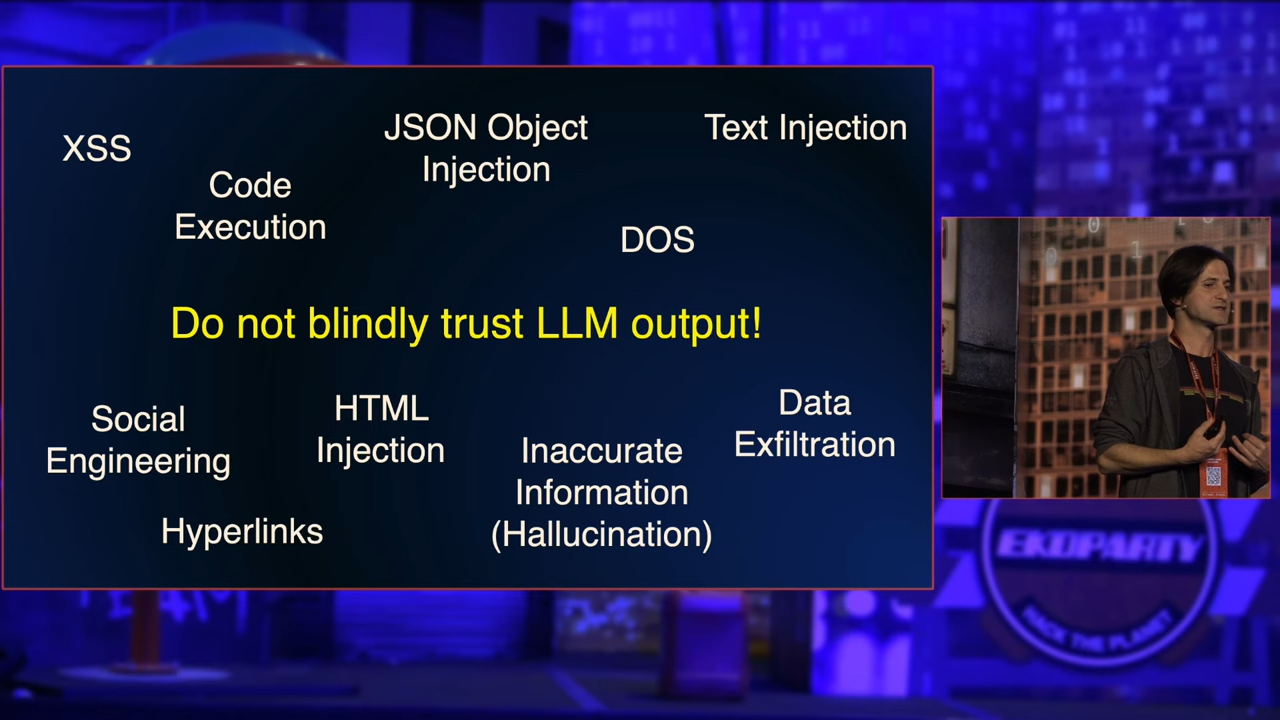 XSS
Code
Execution
JSON Object
Injection
Text Injection
DOS
Do not blindly trust LLM output!
Social
Engineering
HTML
Injection
Inaccurate
Information
(Hallucination)
Data
Exfiltration
Hyperlinks
EKOPARTY
HACK THE PLANET